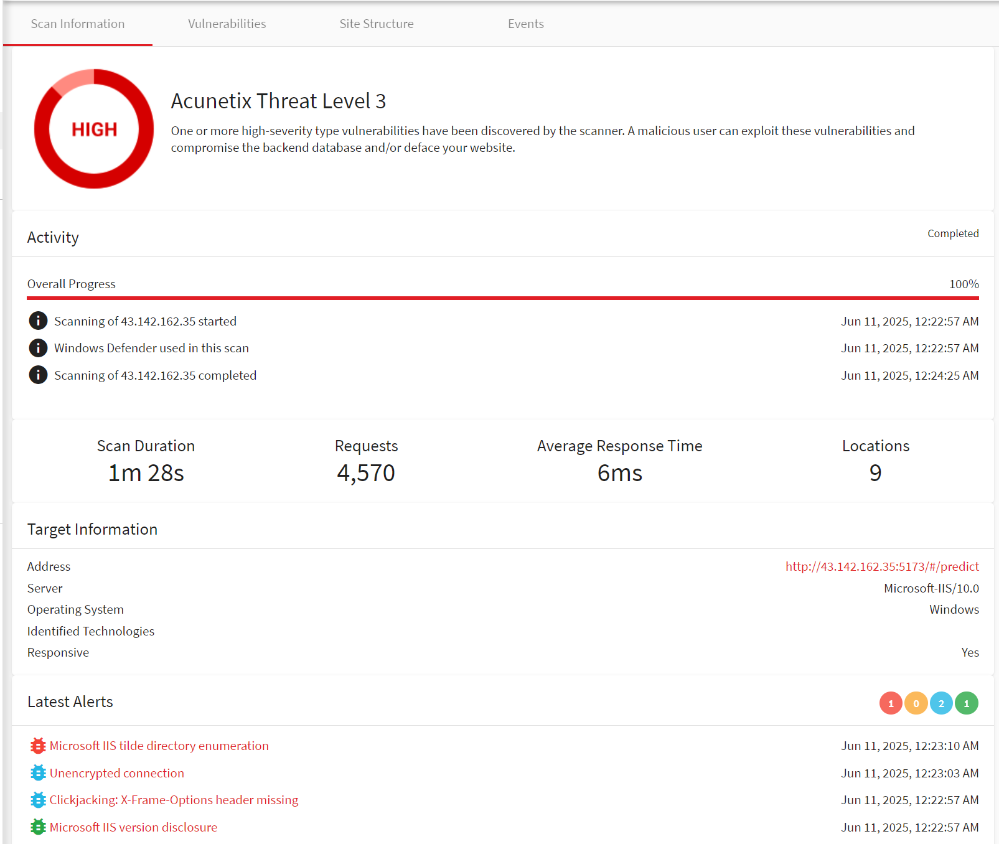 Scan Information Vulnerabilities Site Structure Events
HIGH
Acunetix Threat Level 3
One or more high-severity type vulnerabilities have been discovered by the scanner. A malicious user can exploit these vulnerabilities and
compromise the backend database and/or deface your website.
Activity Completed
Overall Progress 100%
Scanning of 43.142.162.35 started Jun 11, 2025, 12:22:57 AM
Windows Defender used in this scan Jun 11, 2025, 12:22:57 AM
Scanning of 43.142.162.35 completed Jun 11, 2025, 12:24:25 AM
Scan Duration Requests Average Response Time Locations
1m 28s 4,570 6ms 9
Target Information
Address http://43.142.162.35:5173/#/predict
Server Microsoft-IIS/10.0
Operating System Windows
Identified Technologies
Responsive Yes
Latest Alerts 1 0 2 1
Microsoft IIS tilde directory enumeration Jun 11, 2025, 12:23:10 AM
Unencrypted connection Jun 11, 2025, 12:23:03 AM
Clickjacking: X-Frame-Options header missing Jun 11, 2025, 12:22:57 AM
Microsoft IIS version disclosure Jun 11, 2025, 12:22:57 AM